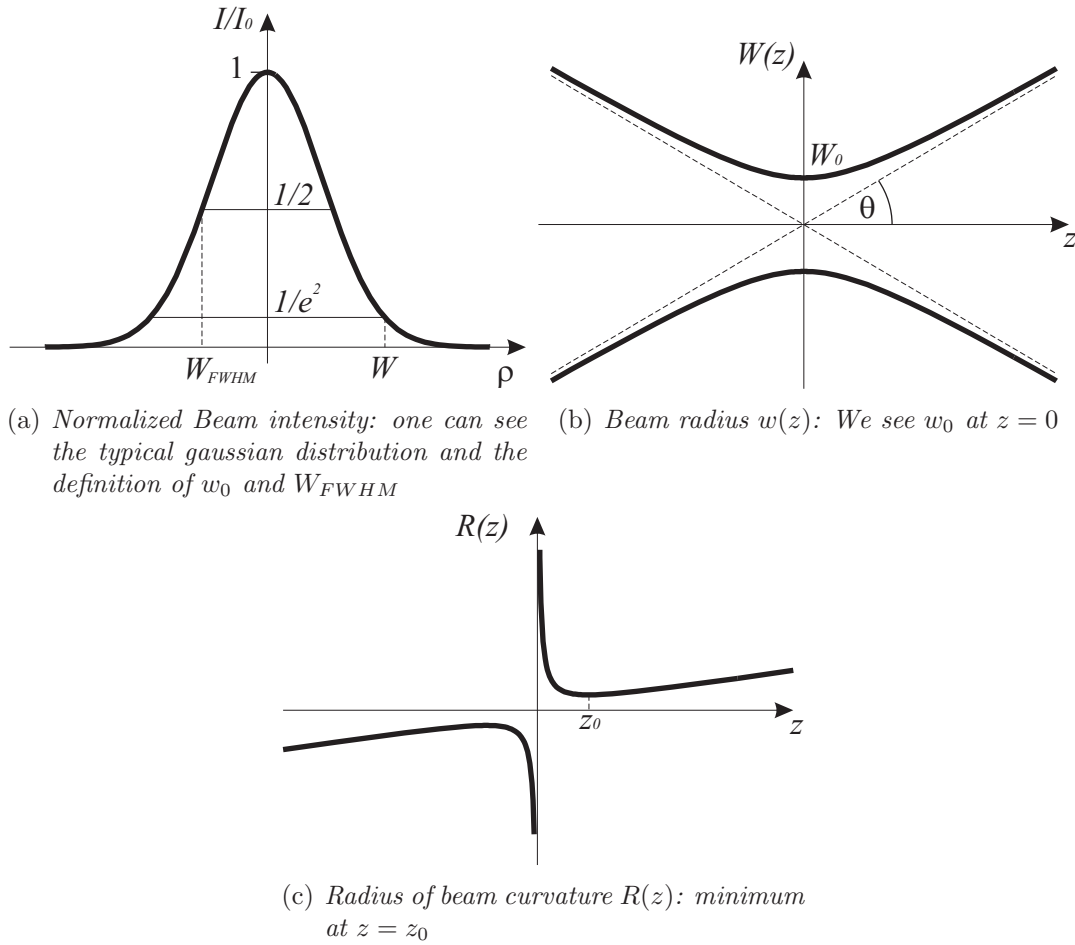 I/I₀
1
1/2
1/e²
W_FWHM
W
ρ
W(z)
W₀
θ
z
(a) Normalized Beam intensity: one can see
the typical gaussian distribution and the
definition of w₀ and W_FWHM
(b) Beam radius w(z): We see w₀ at z = 0
R(z)
z₀
z
(c) Radius of beam curvature R(z): minimum
at z = z₀